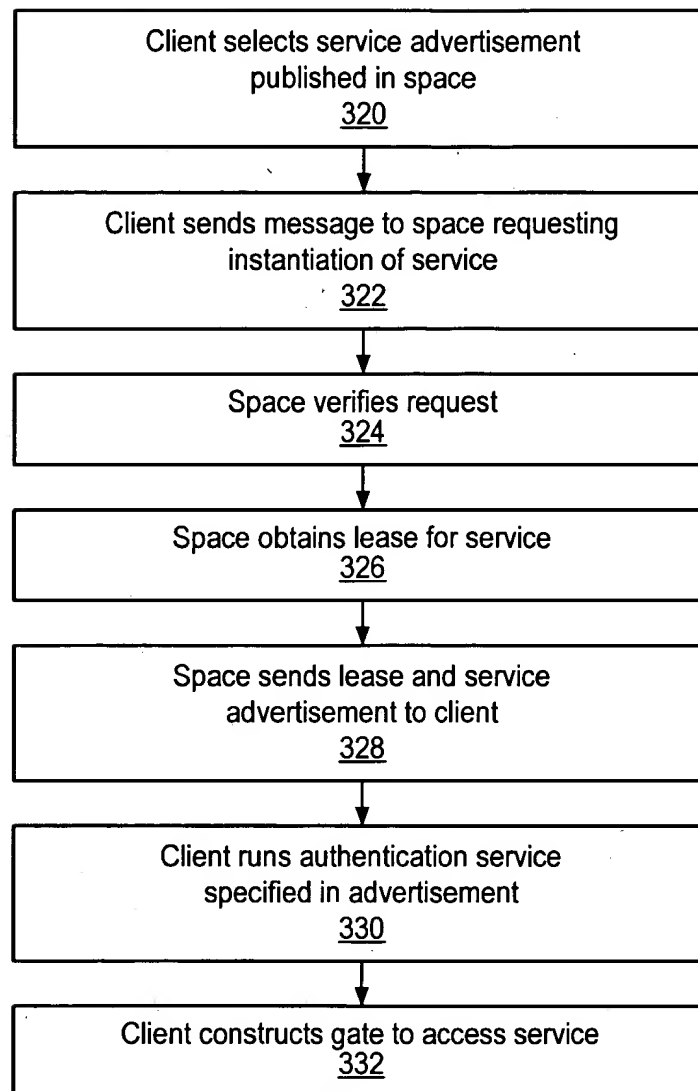 Client selects service advertisement
published in space
320
Client sends message to space requesting
instantiation of service
322
Space verifies request
324
Space obtains lease for service
326
Space sends lease and service
advertisement to client
328
Client runs authentication service
specified in advertisement
330
Client constructs gate to access service
332